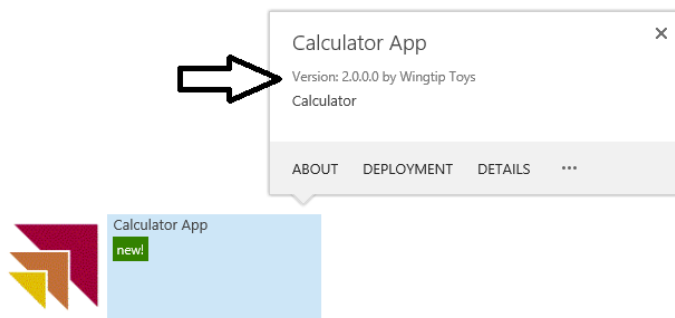 Calculator App
Version: 2.0.0.0 by Wingtip Toys
Calculator
ABOUT DEPLOYMENT DETAILS ...
Calculator App
new!